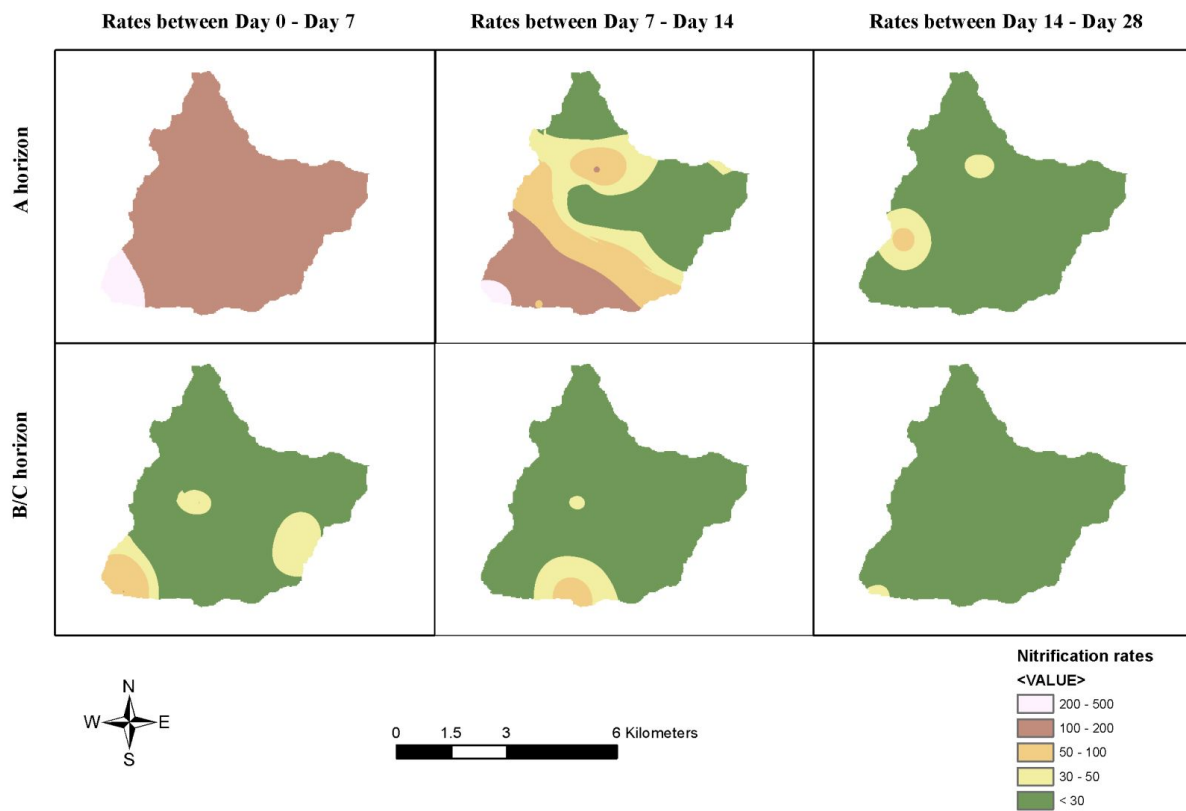 Rates between Day 0 - Day 7
Rates between Day 7 - Day 14
Rates between Day 14 - Day 28
A horizon
B/C horizon
N
W E
S
0 1.5 3 6 Kilometers
Nitrification rates
<VALUE>
200 - 500
100 - 200
50 - 100
30 - 50
< 30